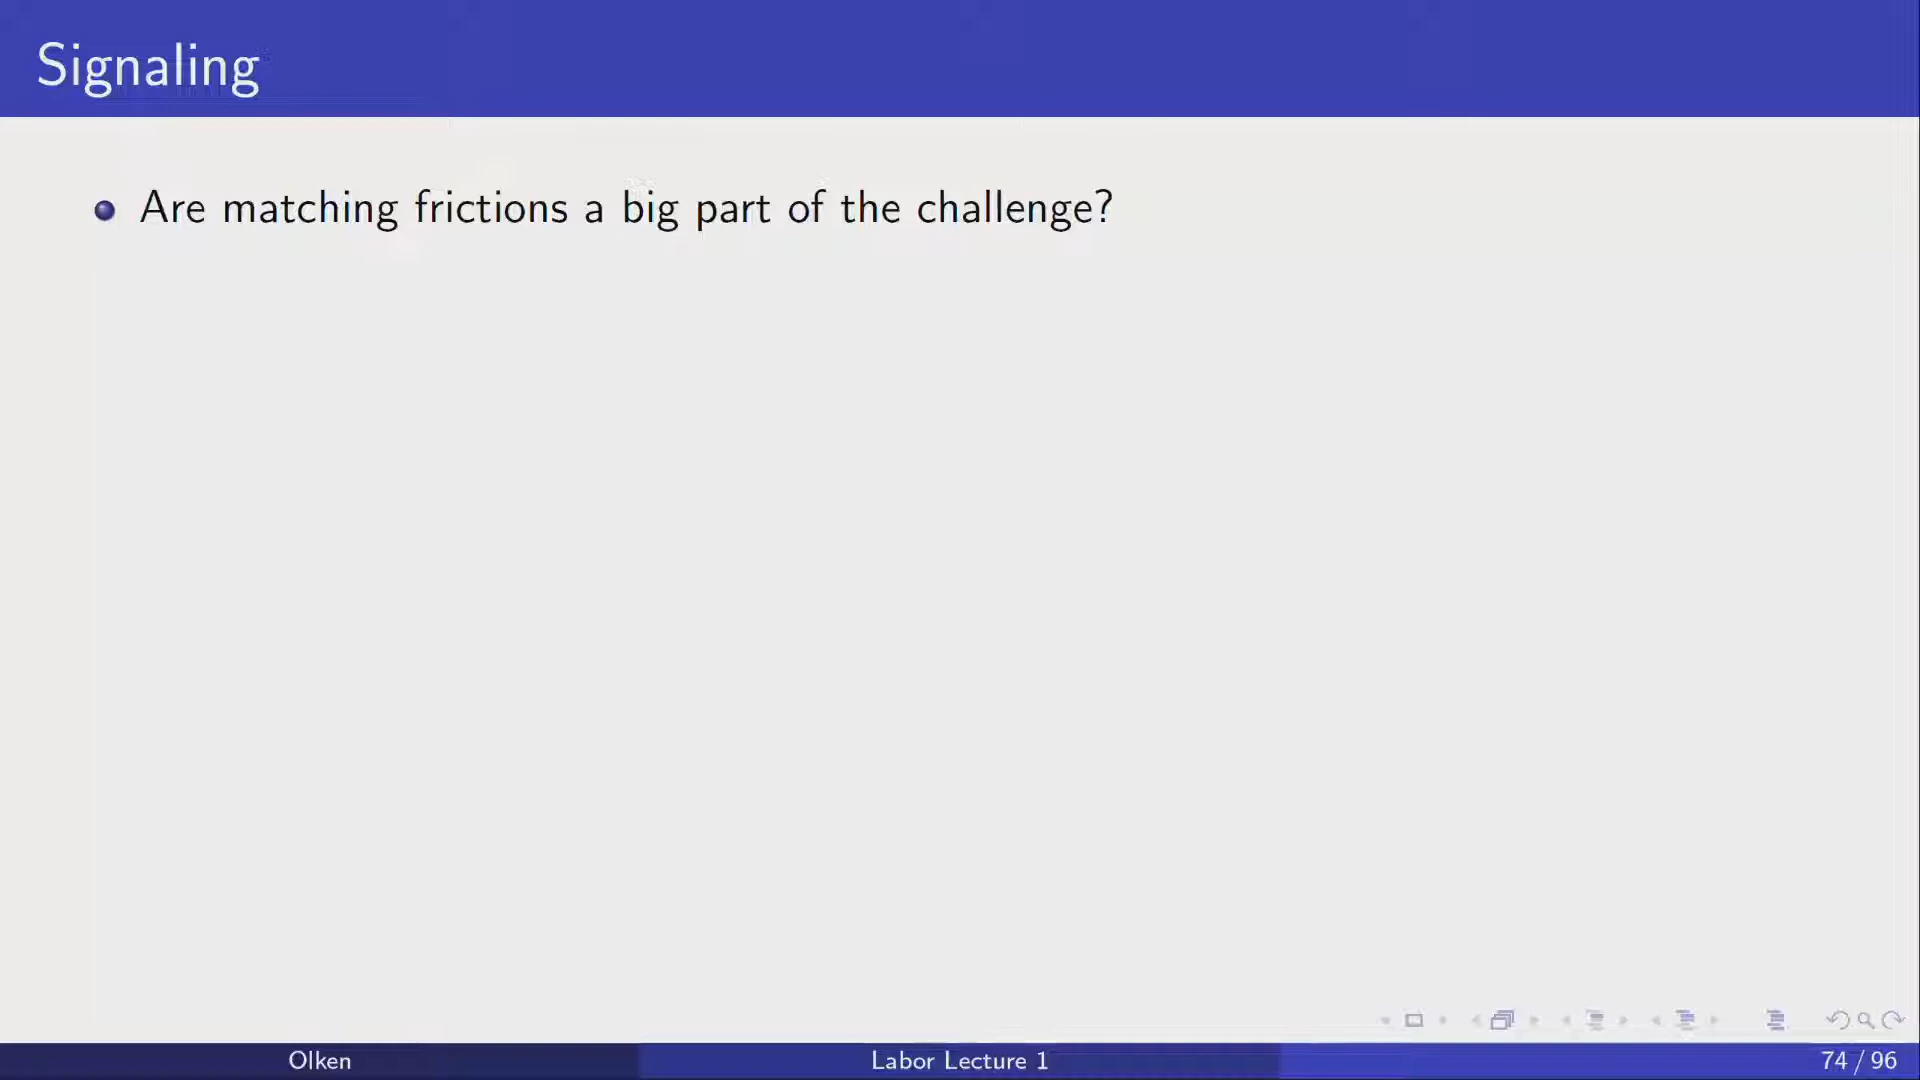 Signaling
Are matching frictions a big part of the challenge?
Olken
Labor Lecture 1
74 / 96